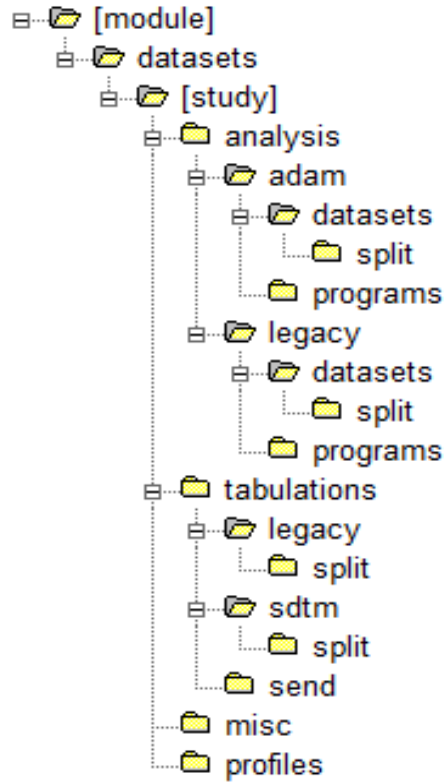 [module]
datasets
[study]
analysis
adam
datasets
split
programs
legacy
datasets
split
programs
tabulations
legacy
split
sdtm
split
send
misc
profiles